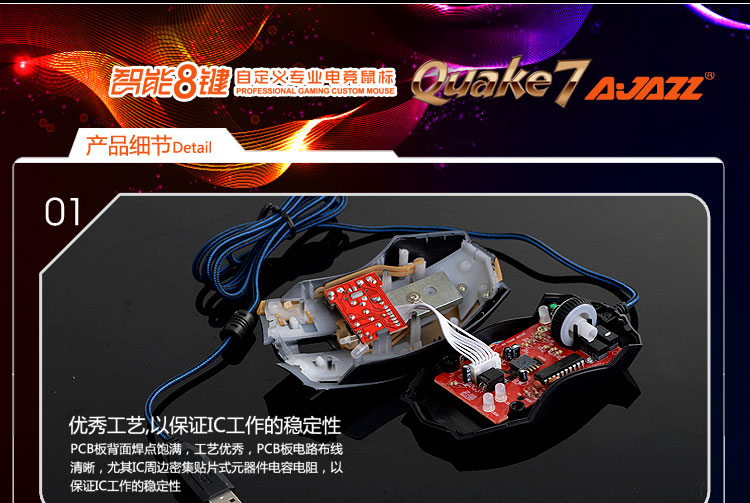 智能8键 自定义专业电竞鼠标 Quake7 A-JAZZ®
PROFESSIONAL GAMING CUSTOM MOUSE
产品细节Detail
01
优秀工艺,以保证IC工作的稳定性
PCB板背面焊点饱满，工艺优秀，PCB板电路布线
清晰，尤其IC周边密集贴片式元器件电容电阻，以
保证IC工作的稳定性